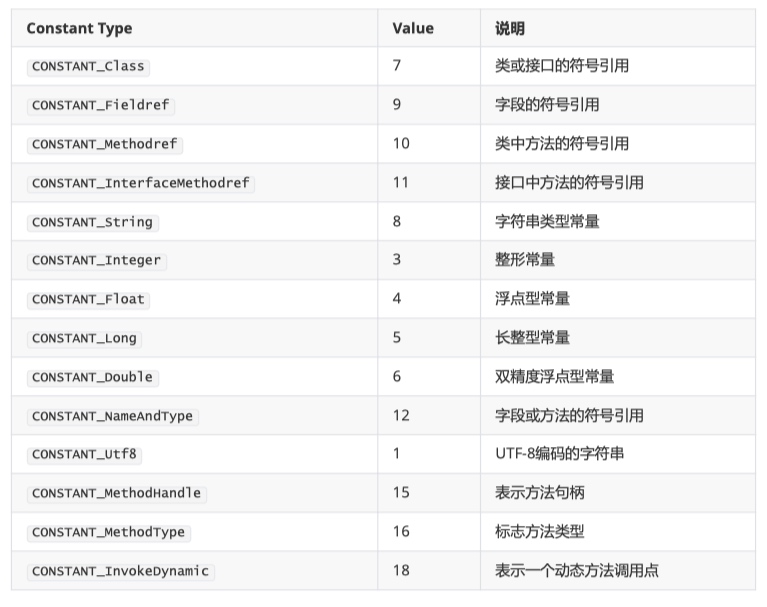 Constant Type Value 说明
CONSTANT_Class 7 类或接口的符号引用
CONSTANT_Fieldref 9 字段的符号引用
CONSTANT_Methodref 10 类中方法的符号引用
CONSTANT_InterfaceMethodref 11 接口中方法的符号引用
CONSTANT_String 8 字符串类型常量
CONSTANT_Integer 3 整形常量
CONSTANT_Float 4 浮点型常量
CONSTANT_Long 5 长整型常量
CONSTANT_Double 6 双精度浮点型常量
CONSTANT_NameAndType 12 字段或方法的符号引用
CONSTANT_Utf8 1 UTF-8编码的字符串
CONSTANT_MethodHandle 15 表示方法句柄
CONSTANT_MethodType 16 标志方法类型
CONSTANT_InvokeDynamic 18 表示一个动态方法调用点